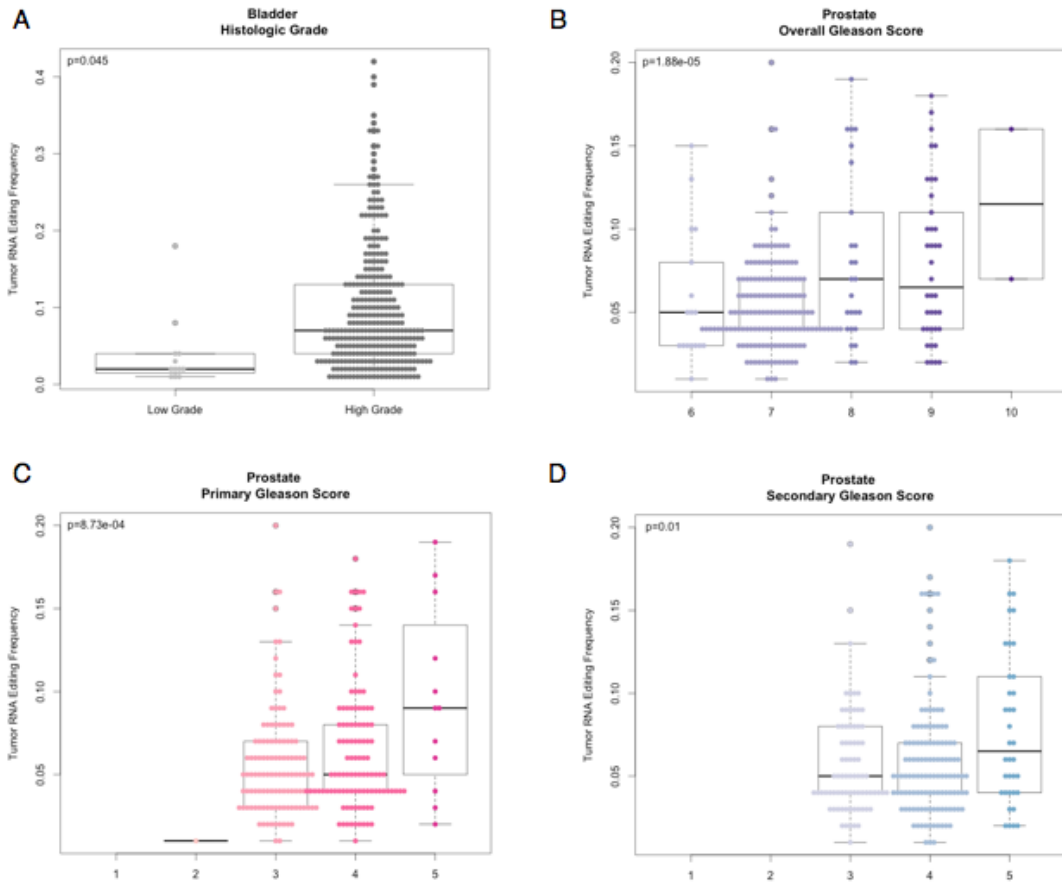 A
Bladder
Histologic Grade
p=0.045
Tumor RNA Editing Frequency
0.4
0.3
0.2
0.1
0.0
Low Grade
High Grade
B
Prostate
Overall Gleason Score
p=1.88e-05
Tumor RNA Editing Frequency
0.20
0.15
0.10
0.05
6
7
8
9
10
C
Prostate
Primary Gleason Score
p=8.73e-04
Tumor RNA Editing Frequency
0.20
0.15
0.10
0.05
1
2
3
4
5
D
Prostate
Secondary Gleason Score
p=0.01
Tumor RNA Editing Frequency
0.20
0.15
0.10
0.05
1
2
3
4
5